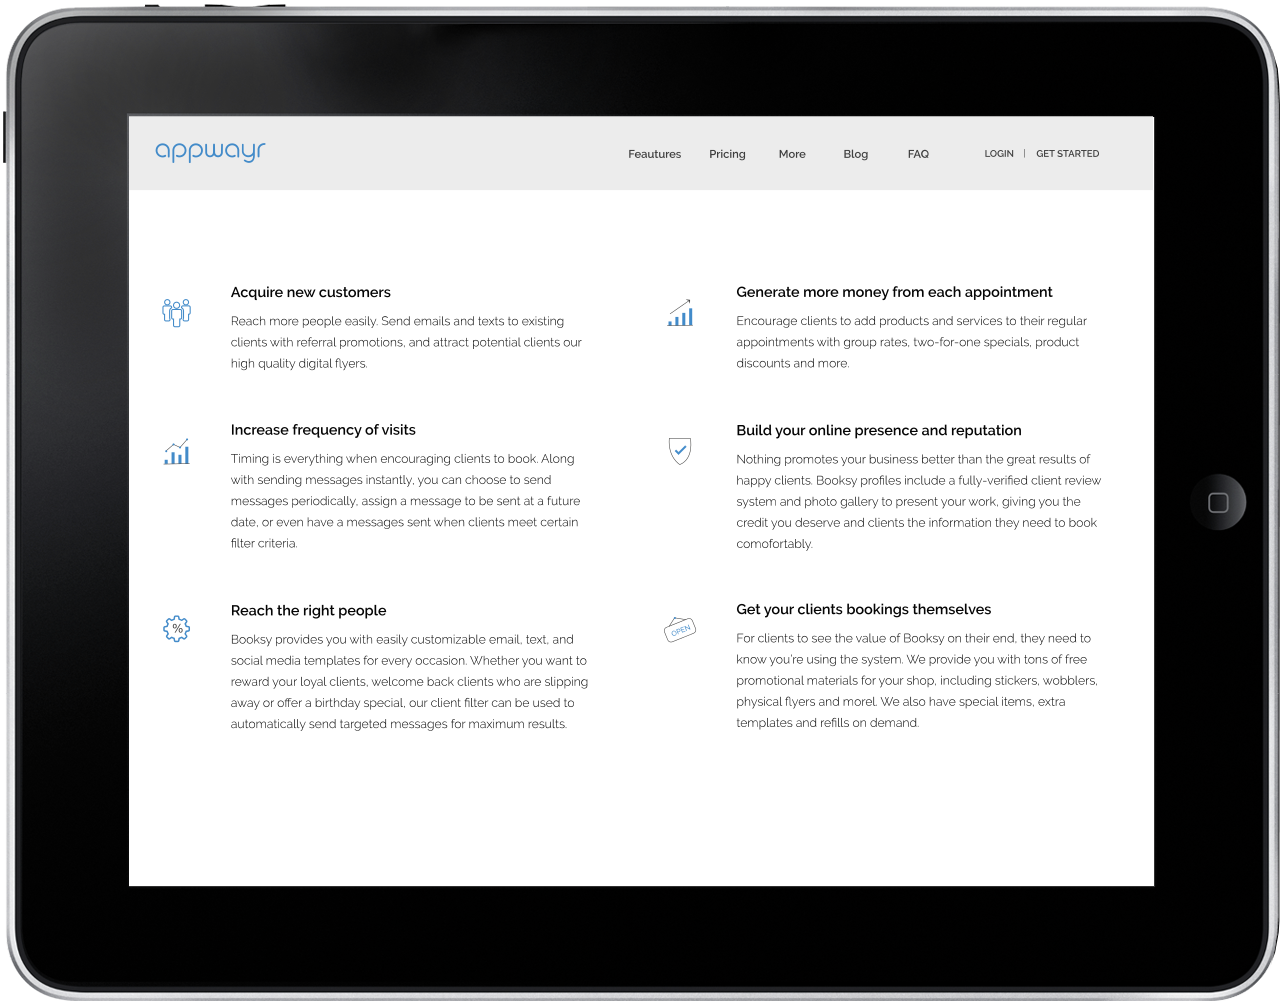 appwayr
Feautures Pricing More Blog FAQ LOGIN | GET STARTED
Acquire new customers
Reach more people easily. Send emails and texts to existing
clients with referral promotions, and attract potential clients our
high quality digital flyers.
Generate more money from each appointment
Encourage clients to add products and services to their regular
appointments with group rates, two-for-one specials, product
discounts and more.
Increase frequency of visits
Timing is everything when encouraging clients to book. Along
with sending messages instantly, you can choose to send
messages periodically, assign a message to be sent at a future
date, or even have a messages sent when clients meet certain
filter criteria.
Build your online presence and reputation
Nothing promotes your business better than the great results of
happy clients. Booksy profiles include a fully-verified client review
system and photo gallery to present your work, giving you the
credit you deserve and clients the information they need to book
comofortably.
%
Reach the right people
Booksy provides you with easily customizable email, text, and
social media templates for every occasion. Whether you want to
reward your loyal clients, welcome back clients who are slipping
away or offer a birthday special, our client filter can be used to
automatically send targeted messages for maximum results.
OPEN
Get your clients bookings themselves
For clients to see the value of Booksy on their end, they need to
know you're using the system. We provide you with tons of free
promotional materials for your shop, including stickers, wobblers,
physical flyers and morel. We also have special items, extra
templates and refills on demand.